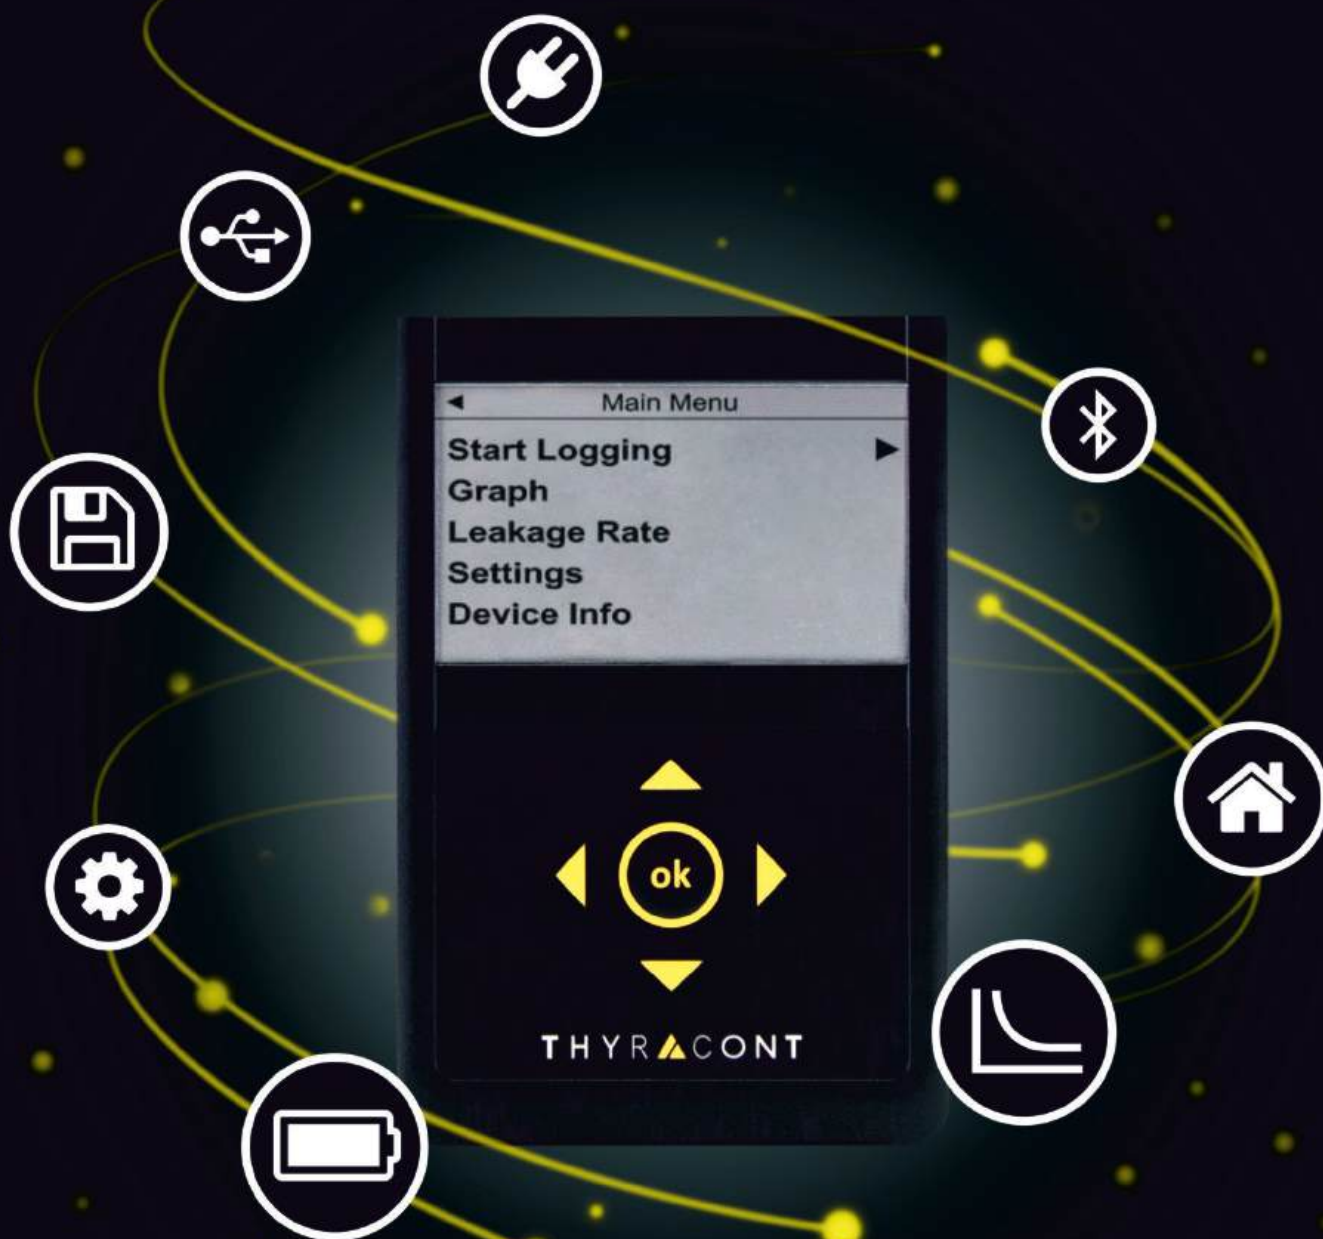 Main Menu
Start Logging
Graph
Leakage Rate
Settings
Device Info
ok
THYRACONT